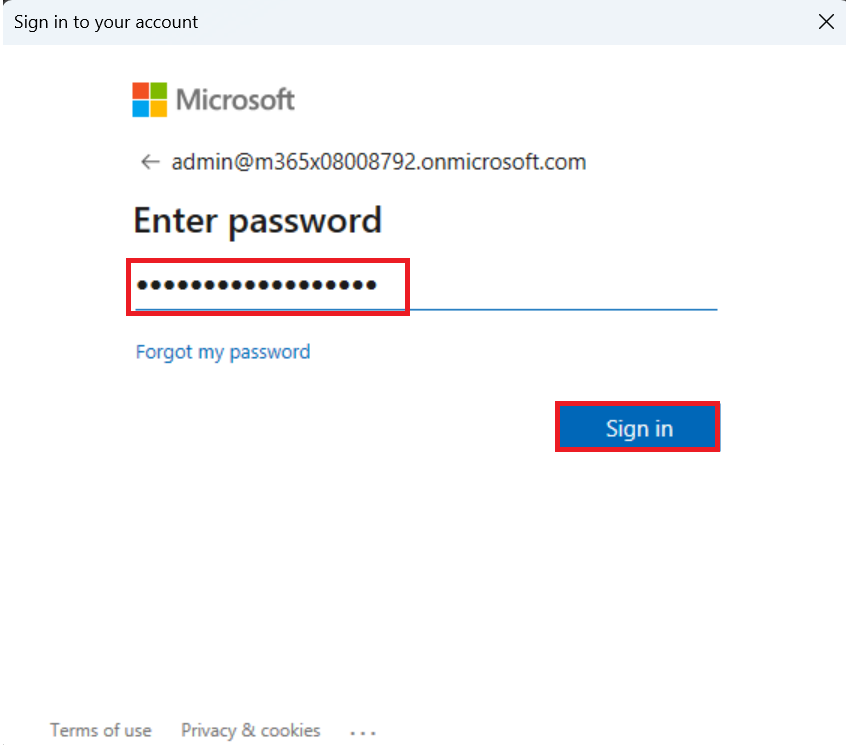 Sign in to your account
Microsoft
admin@m365x08008792.onmicrosoft.com
Enter password
••••••••••••••••••
Forgot my password
Sign in
Terms of use Privacy & cookies ...